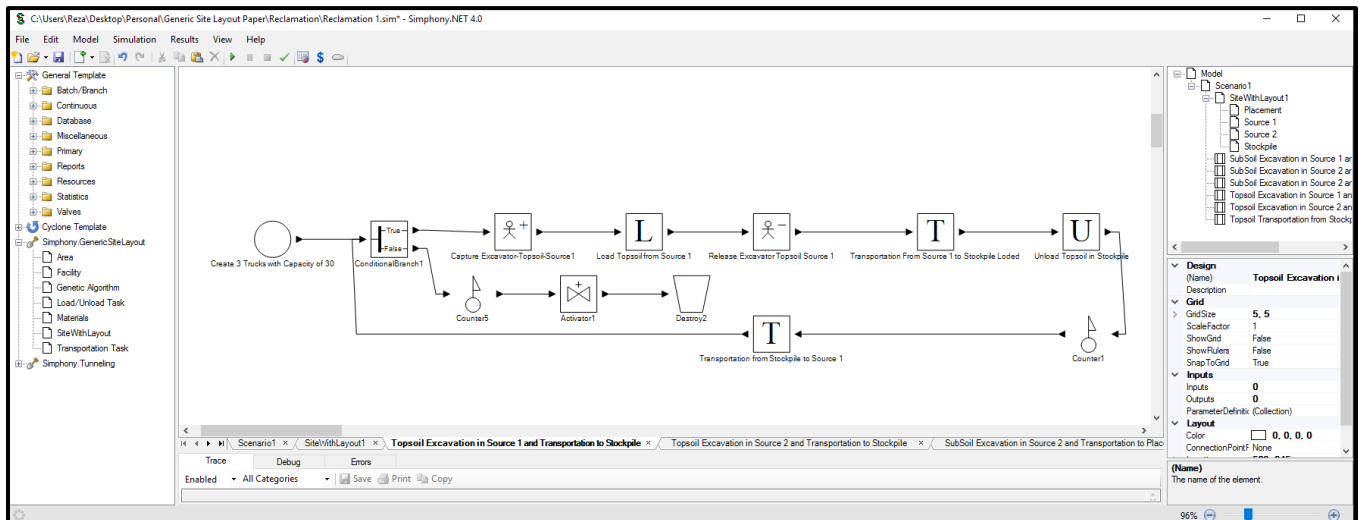 C:\Users\Reza\Desktop\Personal\Generic Site Layout Paper\Reclamation\Reclamation 1.sim* - Simphony.NET 4.0
File Edit Model Simulation Results View Help
General Template
Batch/Branch
Continuous
Database
Miscellaneous
Primary
Reports
Resources
Statistics
Valves
Cyclone Template
Simphony.GenericSiteLayout
Area
Facility
Genetic Algorithm
Load/Unload Task
Materials
SiteWithLayout
Transportation Task
Simphony.Tunneling
True
False
L
T
U
Create 3 Trucks with Capacity of 30
ConditionalBranch1
Capture Excavator-Topsoil-Source1
Load Topsoil from Source 1
Release Excavator Topsoil Source 1
Transportation From Source 1 to Stockpile Loded
Unload Topsoil in Stockpile
Counter5
Activator1
Destroy2
T
Transportation from Stockpile to Source 1
Counter1
Scenario1
SiteWithLayout1
Topsoil Excavation in Source 1 and Transportation to Stockpile
Topsoil Excavation in Source 2 and Transportation to Stockpile
SubSoil Excavation in Source 2 and Transportation to Plac
Trace Debug Errors
Enabled All Categories Save Print Copy
Model
Scenario1
SiteWithLayout1
Placement
Source 1
Source 2
Stockpile
SubSoil Excavation in Source 1 ar
SubSoil Excavation in Source 2 ar
SubSoil Excavation in Source 2 ar
Topsoil Excavation in Source 1 an
Topsoil Excavation in Source 2 an
Topsoil Transportation from Stockp
Design
(Name) Topsoil Excavation i
Description
Grid
GridSize 5, 5
ScaleFactor 1
ShowGrid False
ShowRulers False
SnapToGrid True
Inputs
Inputs 0
Outputs 0
ParameterDefinitic (Collection)
Layout
Color 0, 0, 0, 0
ConnectionPointF None
(Name)
The name of the element.
96%